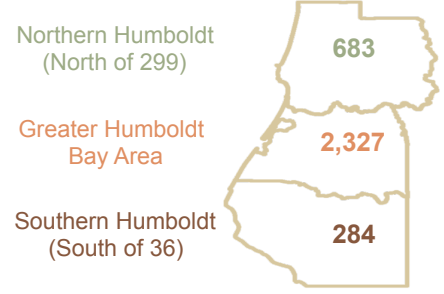 Northern Humboldt
(North of 299)
683
Greater Humboldt
Bay Area
2,327
Southern Humboldt
(South of 36)
284